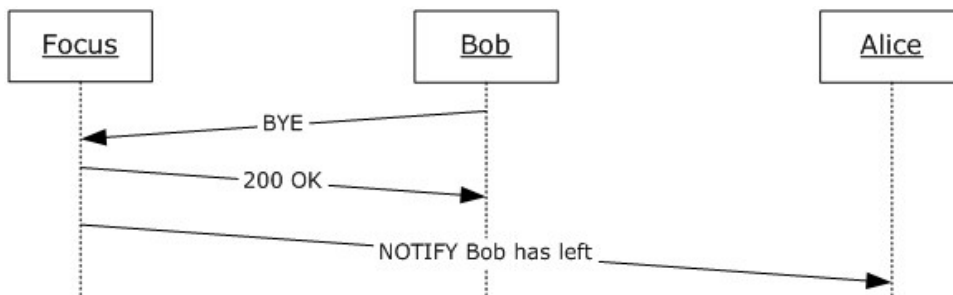 Focus
Bob
Alice
BYE
200 OK
NOTIFY Bob has left